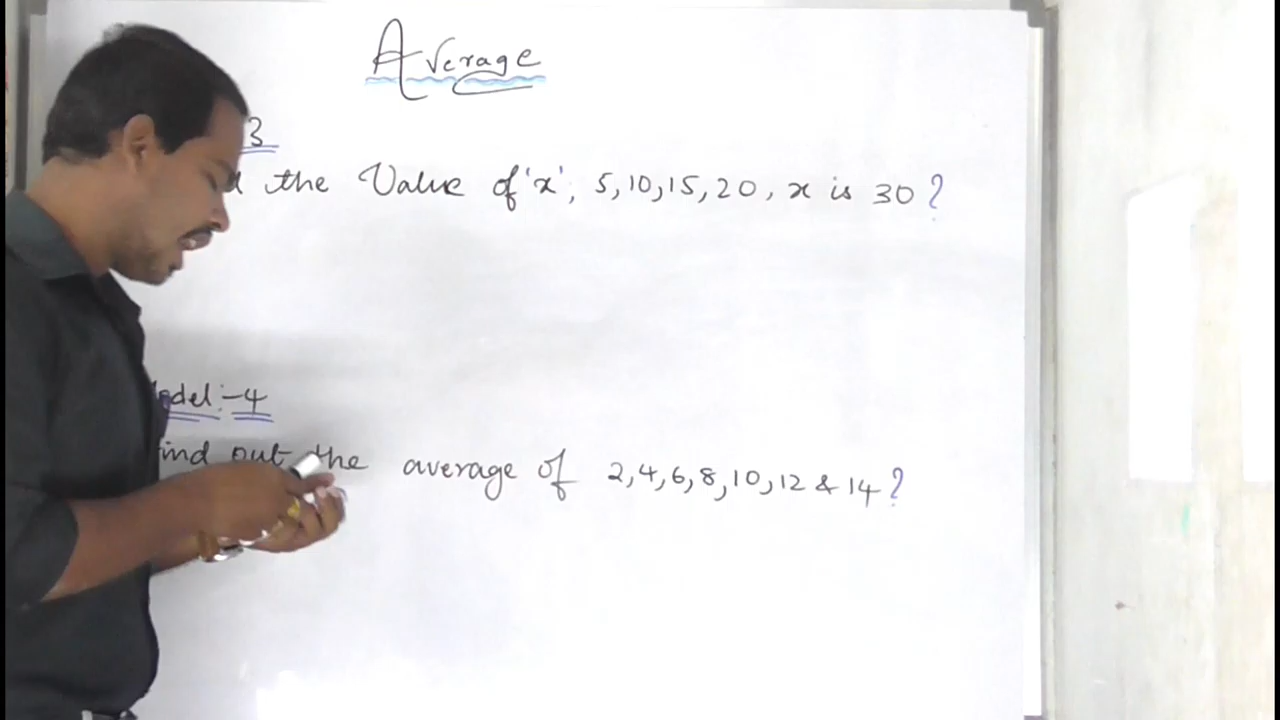 Average
3
the Value of 'x', 5, 10, 15, 20, x is 30?
Model:-4
find out the average of 2, 4, 6, 8, 10, 12 & 14?